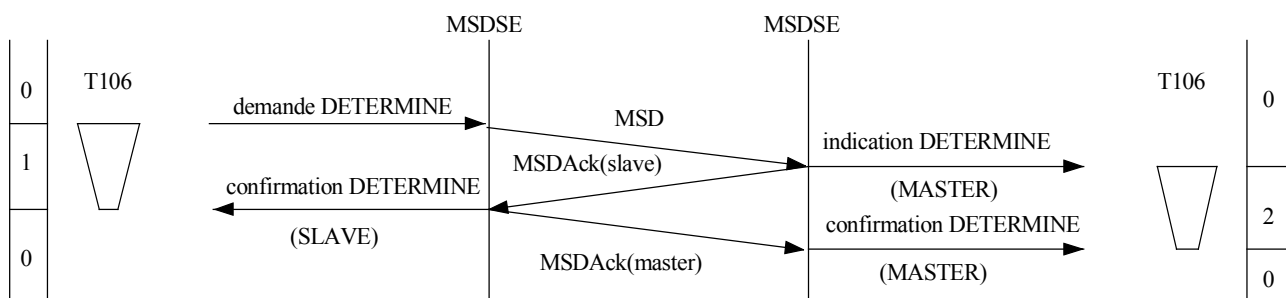 MSDSE
MSDSE
T106
T106
0
0
demande DETERMINE
MSD
indication DETERMINE
1
MSDAck(slave)
confirmation DETERMINE
(MASTER)
2
confirmation DETERMINE
(SLAVE)
MSDAck(master)
0
(MASTER)
0